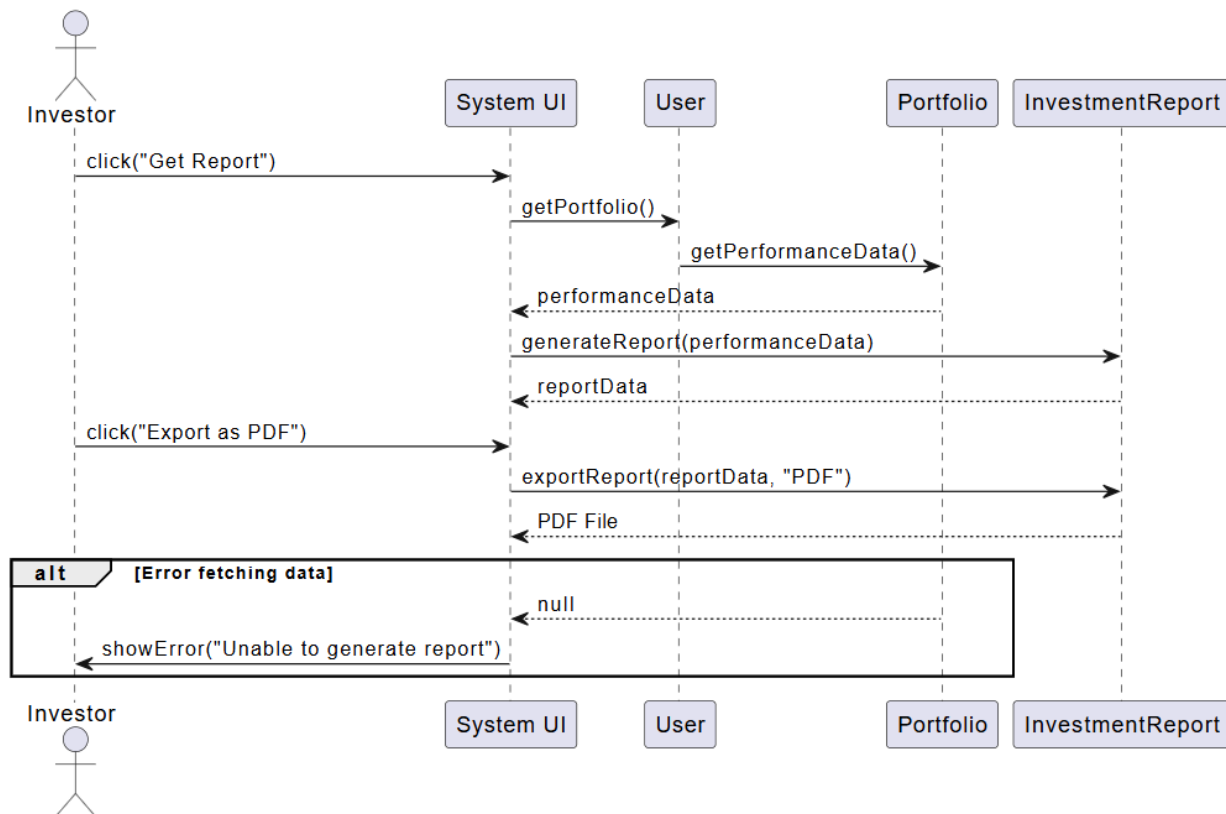 Investor
System UI
User
Portfolio
InvestmentReport
click("Get Report")
getPortfolio()
getPerformanceData()
performanceData
generateReport(performanceData)
reportData
click("Export as PDF")
exportReport(reportData, "PDF")
PDF File
alt [Error fetching data]
null
showError("Unable to generate report")
Investor
System UI
User
Portfolio
InvestmentReport